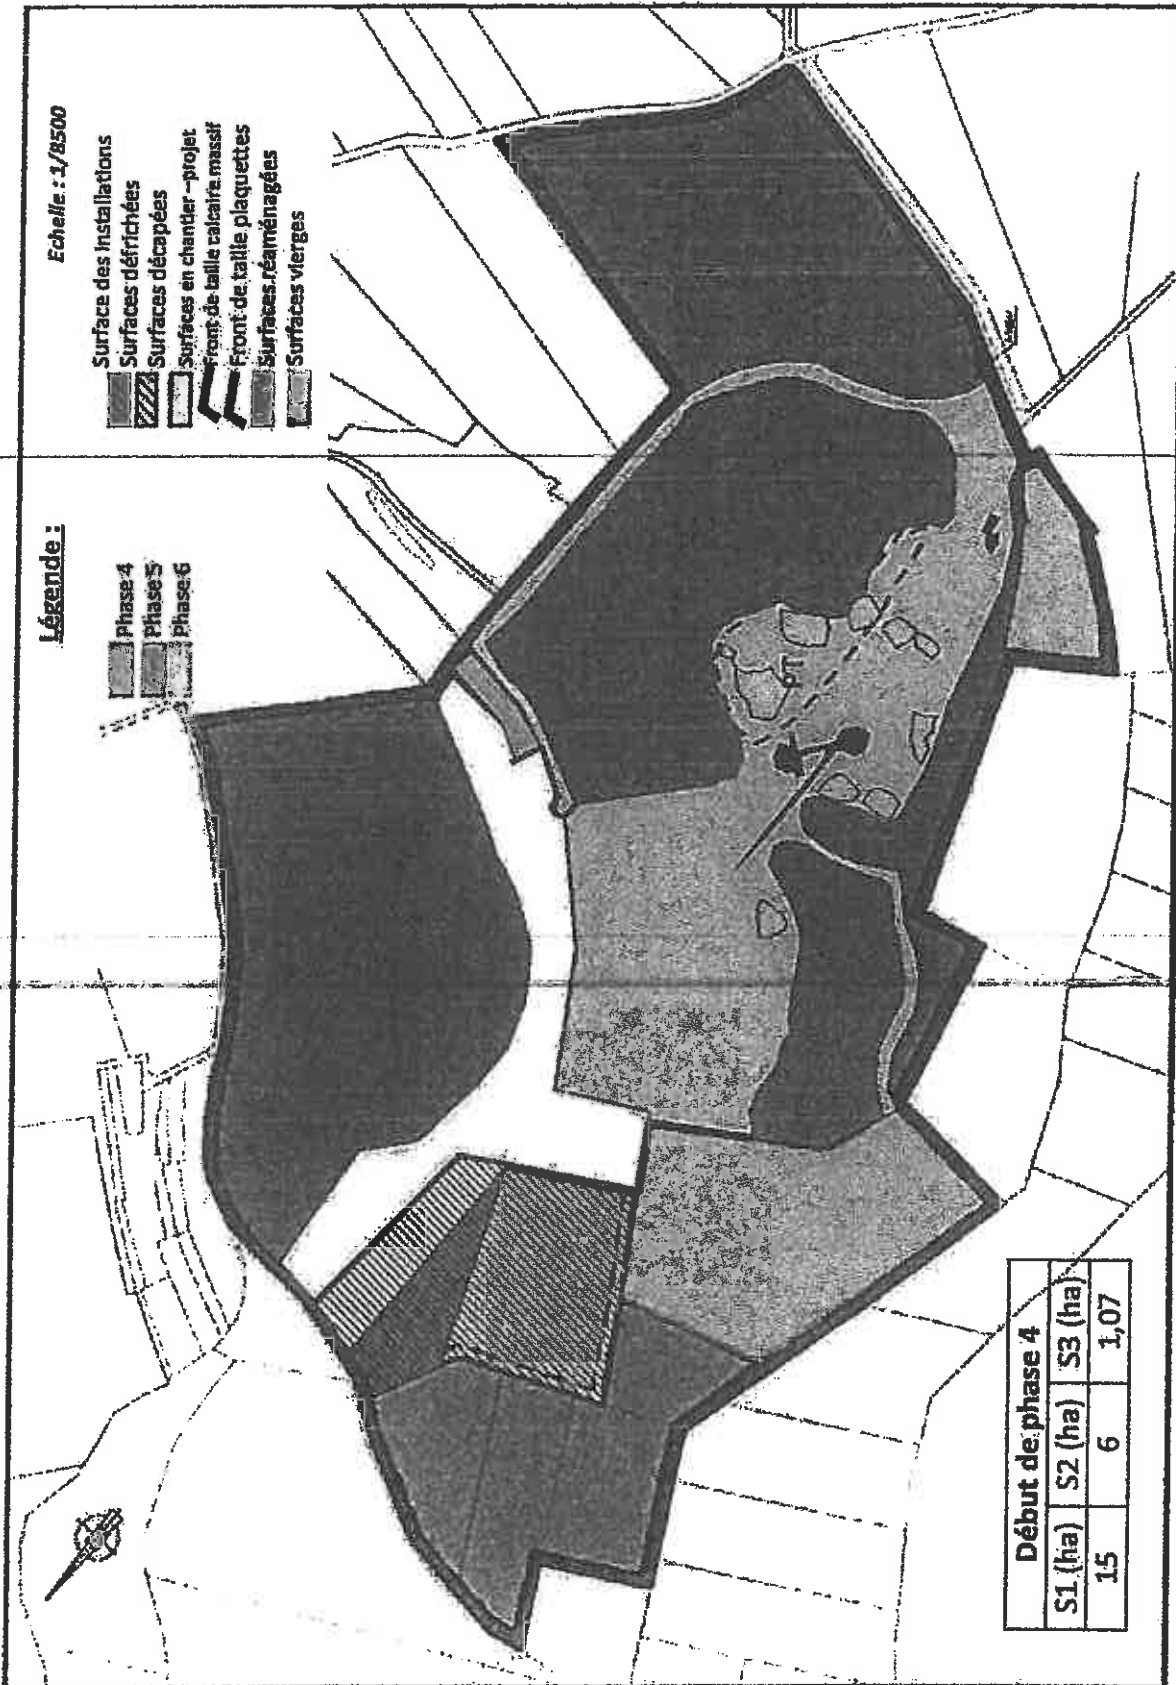 Echelle : 1/8500
Légende :
Phase 4
Phase 5
Phase 6
Surface des installations
Surfaces défrichées
Surfaces décapées
Surfaces en chantier –projet
Front de taille calcaire massif
Front de taille plaquettes
Surfaces réaménagées
Surfaces vierges
Début de phase 4
S1 (ha) S2 (ha) S3 (ha)
15 6 1,07